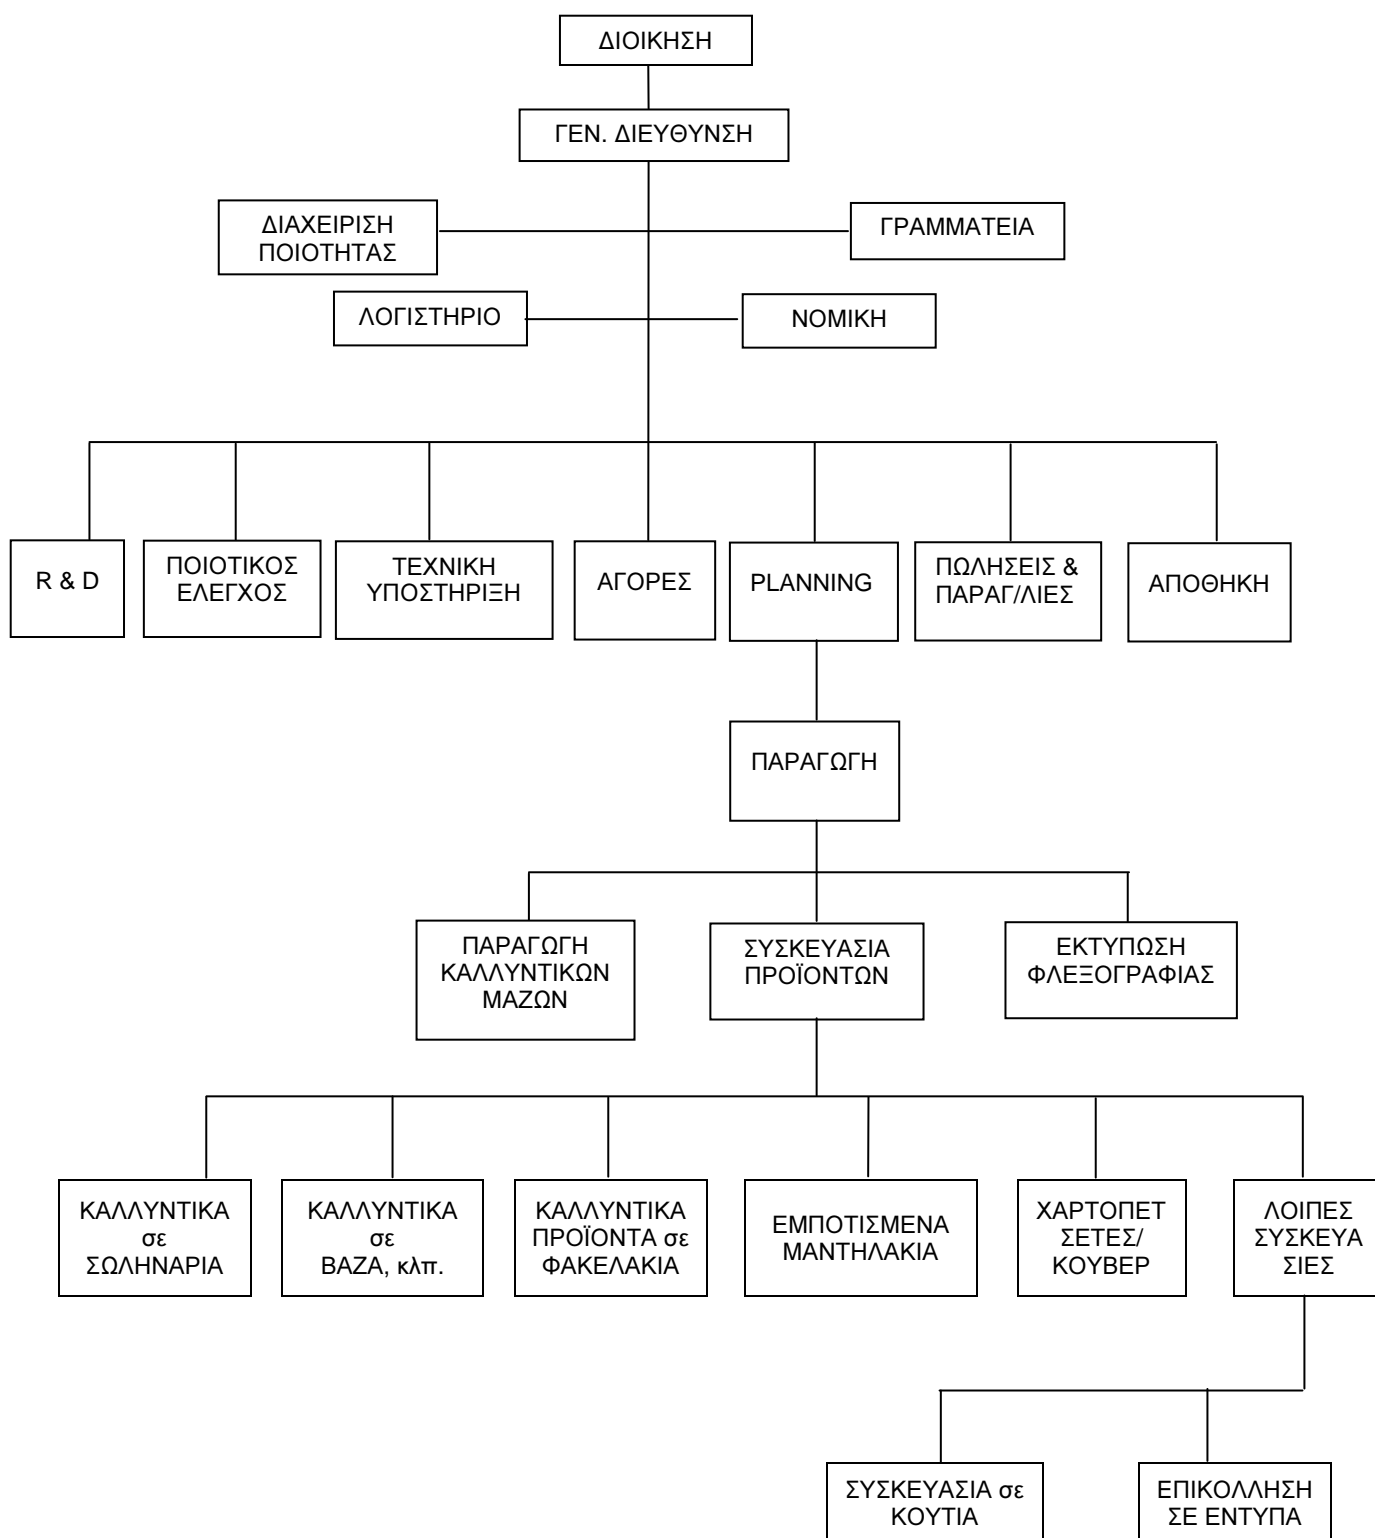 ΔΙΟΙΚΗΣΗ
ΓΕΝ. ΔΙΕΥΘΥΝΣΗ
ΔΙΑΧΕΙΡΙΣΗ
ΠΟΙΟΤΗΤΑΣ
ΓΡΑΜΜΑΤΕΙΑ
ΛΟΓΙΣΤΗΡΙΟ
ΝΟΜΙΚΗ
R & D
ΠΟΙΟΤΙΚΟΣ
ΕΛΕΓΧΟΣ
ΤΕΧΝΙΚΗ
ΥΠΟΣΤΗΡΙΞΗ
ΑΓΟΡΕΣ
PLANNING
ΠΩΛΗΣΕΙΣ &
ΠΑΡΑΓ/ΛΙΕΣ
ΑΠΟΘΗΚΗ
ΠΑΡΑΓΩΓΗ
ΠΑΡΑΓΩΓΗ
ΚΑΛΛΥΝΤΙΚΩΝ
ΜΑΖΩΝ
ΣΥΣΚΕΥΑΣΙΑ
ΠΡΟΪΟΝΤΩΝ
ΕΚΤΥΠΩΣΗ
ΦΛΕΞΟΓΡΑΦΙΑΣ
ΚΑΛΛΥΝΤΙΚΑ
σε
ΣΩΛΗΝΑΡΙΑ
ΚΑΛΛΥΝΤΙΚΑ
σε
ΒΑΖΑ, κλπ.
ΚΑΛΛΥΝΤΙΚΑ
ΠΡΟΪΟΝΤΑ σε
ΦΑΚΕΛΑΚΙΑ
ΕΜΠΟΤΙΣΜΕΝΑ
ΜΑΝΤΗΛΑΚΙΑ
ΧΑΡΤΟΠΕΤ
ΣΕΤΕΣ/
ΚΟΥΒΕΡ
ΛΟΙΠΕΣ
ΣΥΣΚΕΥΑ
ΣΙΕΣ
ΣΥΣΚΕΥΑΣΙΑ σε
ΚΟΥΤΙΑ
ΕΠΙΚΟΛΛΗΣΗ
ΣΕ ΕΝΤΥΠΑ